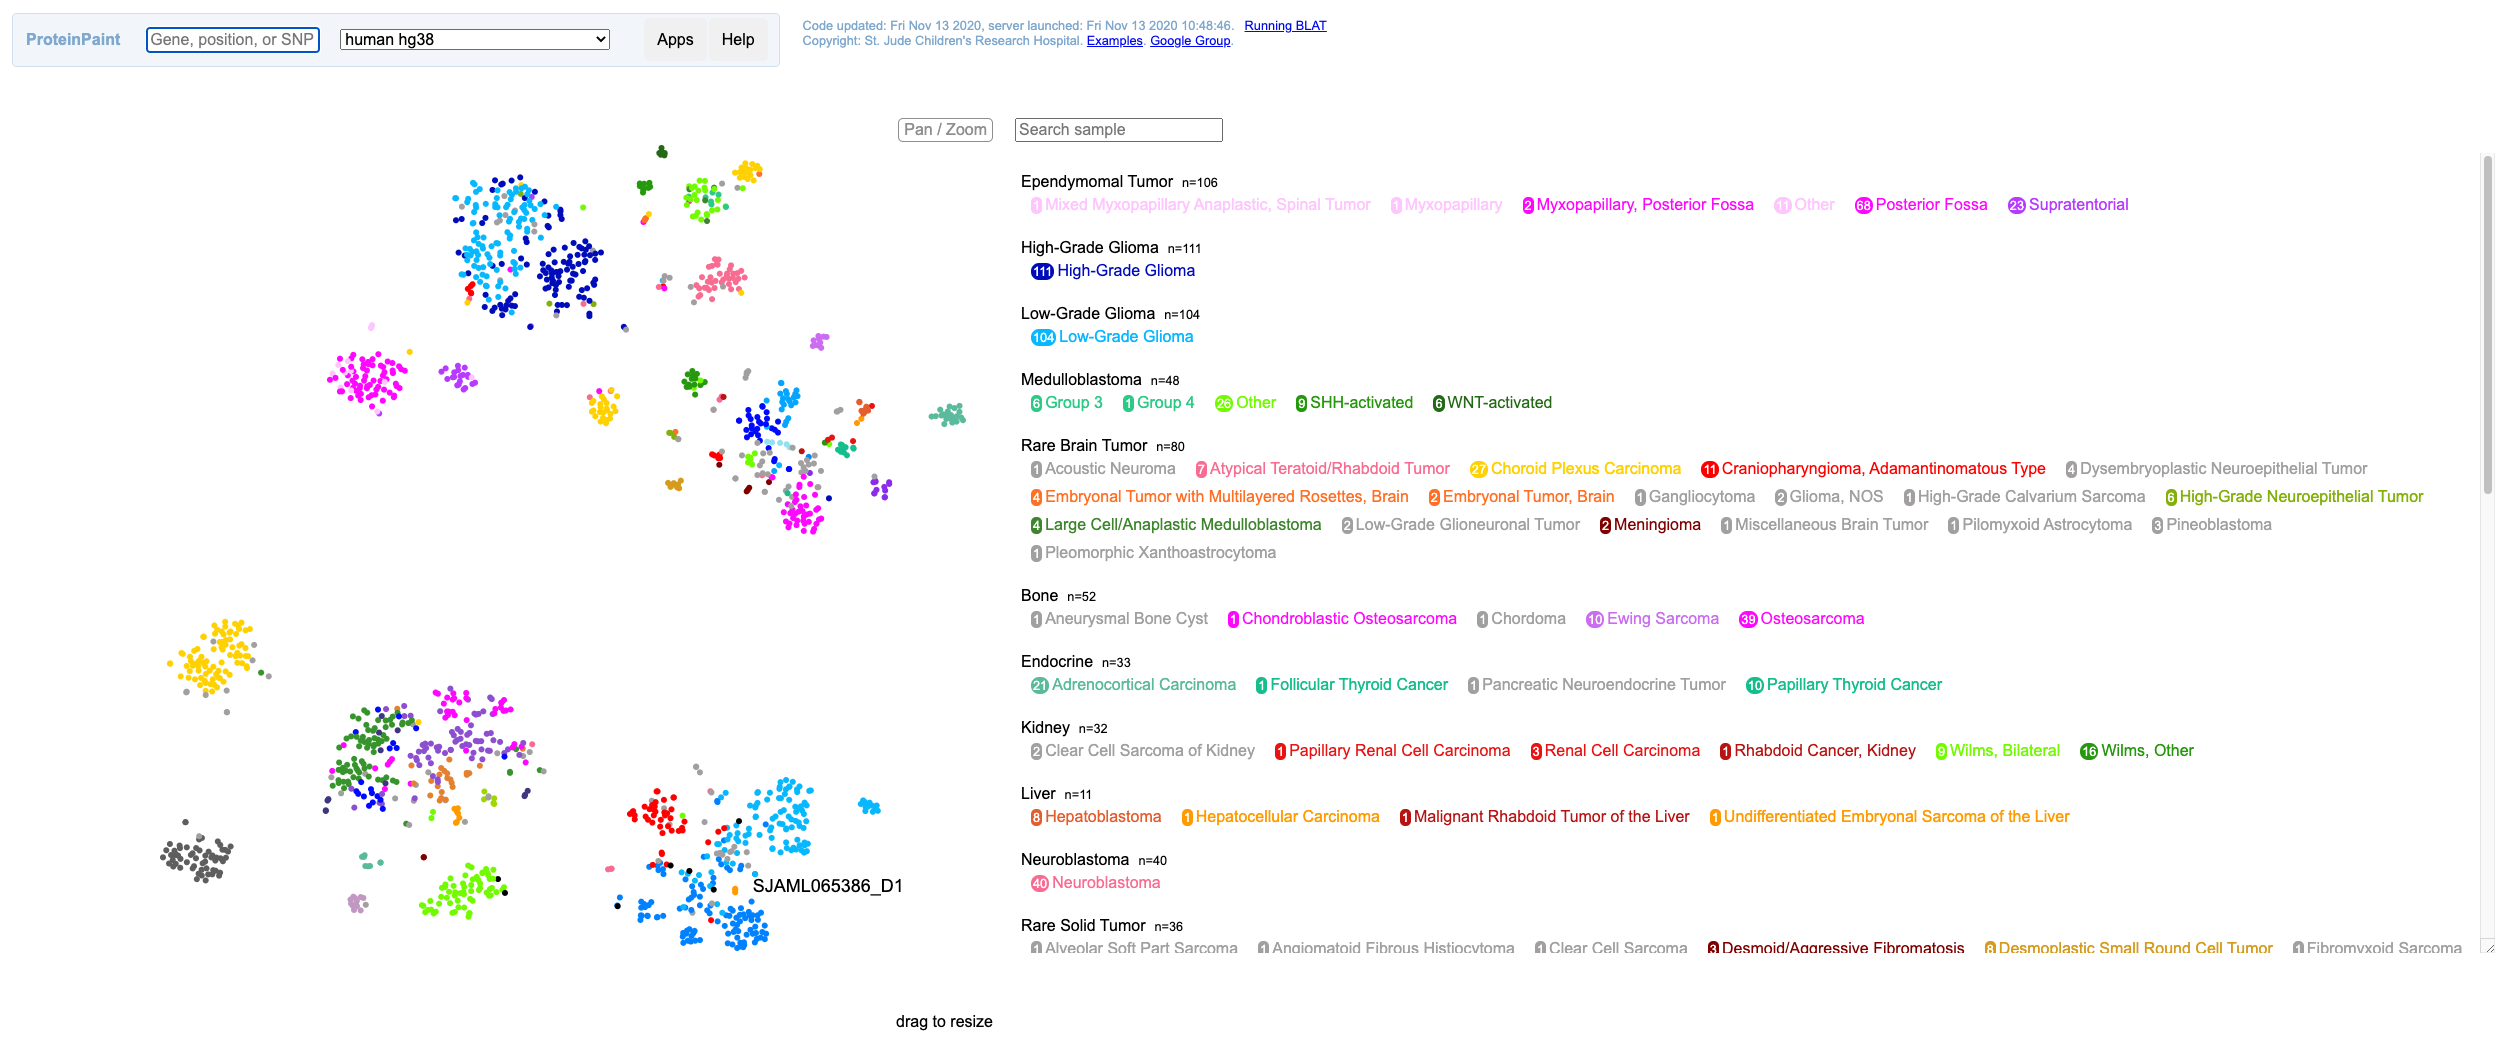 ProteinPaint Gene, position, or SNP human hg38 Apps Help
Code updated: Fri Nov 13 2020, server launched: Fri Nov 13 2020 10:48:46. Running BLAT
Copyright: St. Jude Children's Research Hospital. Examples. Google Group.
Pan / Zoom Search sample
Ependymomal Tumor n=106
1 Mixed Myxopapillary Anaplastic, Spinal Tumor 1 Myxopapillary 2 Myxopapillary, Posterior Fossa 11 Other 68 Posterior Fossa 23 Supratentorial
High-Grade Glioma n=111
111 High-Grade Glioma
Low-Grade Glioma n=104
104 Low-Grade Glioma
Medulloblastoma n=48
6 Group 3 1 Group 4 26 Other 9 SHH-activated 6 WNT-activated
Rare Brain Tumor n=80
1 Acoustic Neuroma 7 Atypical Teratoid/Rhabdoid Tumor 27 Choroid Plexus Carcinoma 11 Craniopharyngioma, Adamantinomatous Type 4 Dysembryoplastic Neuroepithelial Tumor
4 Embryonal Tumor with Multilayered Rosettes, Brain 2 Embryonal Tumor, Brain 1 Gangliocytoma 2 Glioma, NOS 1 High-Grade Calvarium Sarcoma 6 High-Grade Neuroepithelial Tumor
4 Large Cell/Anaplastic Medulloblastoma 2 Low-Grade Glioneuronal Tumor 2 Meningioma 1 Miscellaneous Brain Tumor 1 Pilomyxoid Astrocytoma 3 Pineoblastoma
1 Pleomorphic Xanthoastrocytoma
Bone n=52
1 Aneurysmal Bone Cyst 1 Chondroblastic Osteosarcoma 1 Chordoma 10 Ewing Sarcoma 39 Osteosarcoma
Endocrine n=33
21 Adrenocortical Carcinoma 1 Follicular Thyroid Cancer 1 Pancreatic Neuroendocrine Tumor 10 Papillary Thyroid Cancer
Kidney n=32
2 Clear Cell Sarcoma of Kidney 1 Papillary Renal Cell Carcinoma 3 Renal Cell Carcinoma 1 Rhabdoid Cancer, Kidney 9 Wilms, Bilateral 16 Wilms, Other
Liver n=11
8 Hepatoblastoma 1 Hepatocellular Carcinoma 1 Malignant Rhabdoid Tumor of the Liver 1 Undifferentiated Embryonal Sarcoma of the Liver
Neuroblastoma n=40
40 Neuroblastoma
SJAML065386_D1
Rare Solid Tumor n=36
1 Alveolar Soft Part Sarcoma 1 Angiomatoid Fibrous Histiocytoma 1 Clear Cell Sarcoma 3 Desmoid/Aggressive Fibromatosis 8 Desmoplastic Small Round Cell Tumor 1 Fibromyxoid Sarcoma
drag to resize